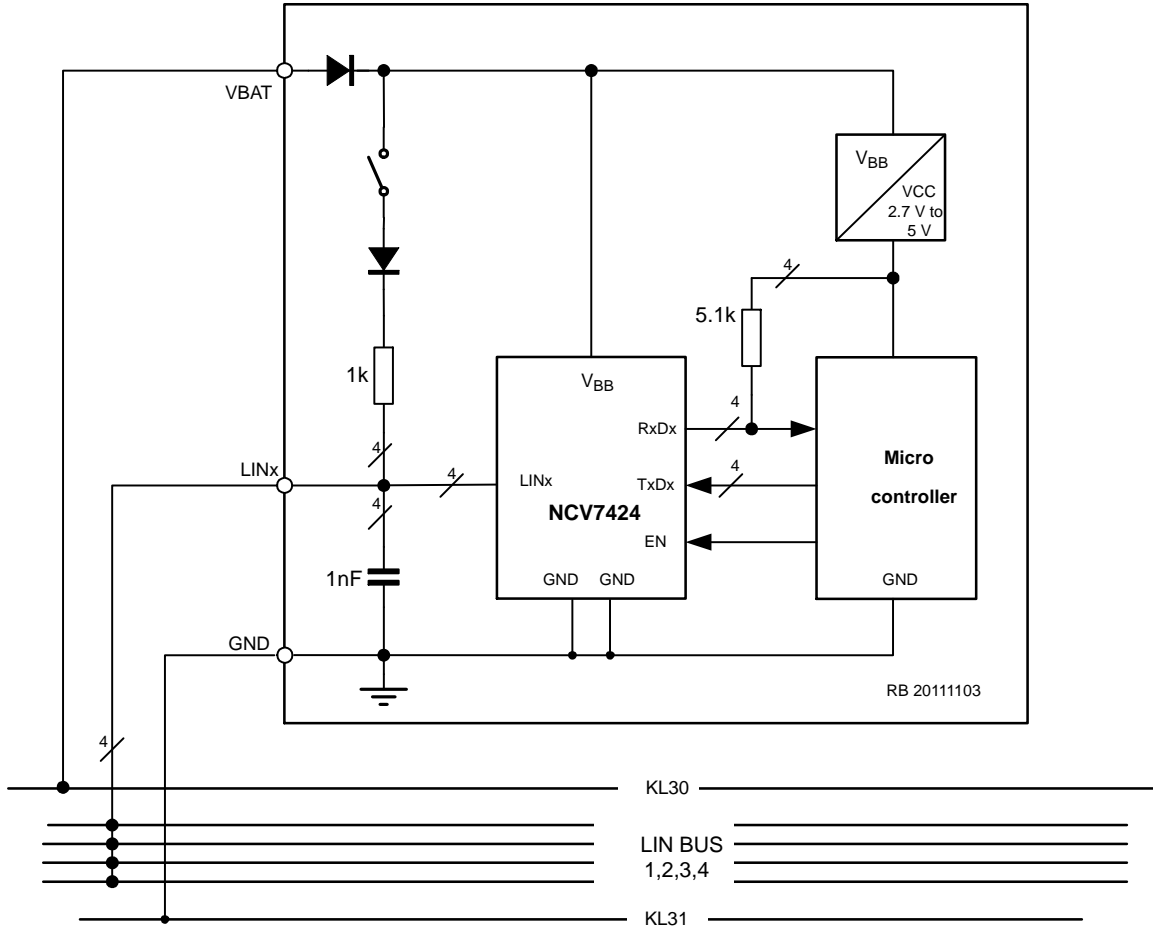 VBAT
V_BB
VCC
2.7 V to
5 V
4
5.1k
1k
V_BB
4
RxDx
4
LINx
4
LINx
TxDx
4
Micro
controller
NCV7424
4
EN
1nF
GND
GND
GND
GND
RB 20111103
4
KL30
LIN BUS
1,2,3,4
KL31